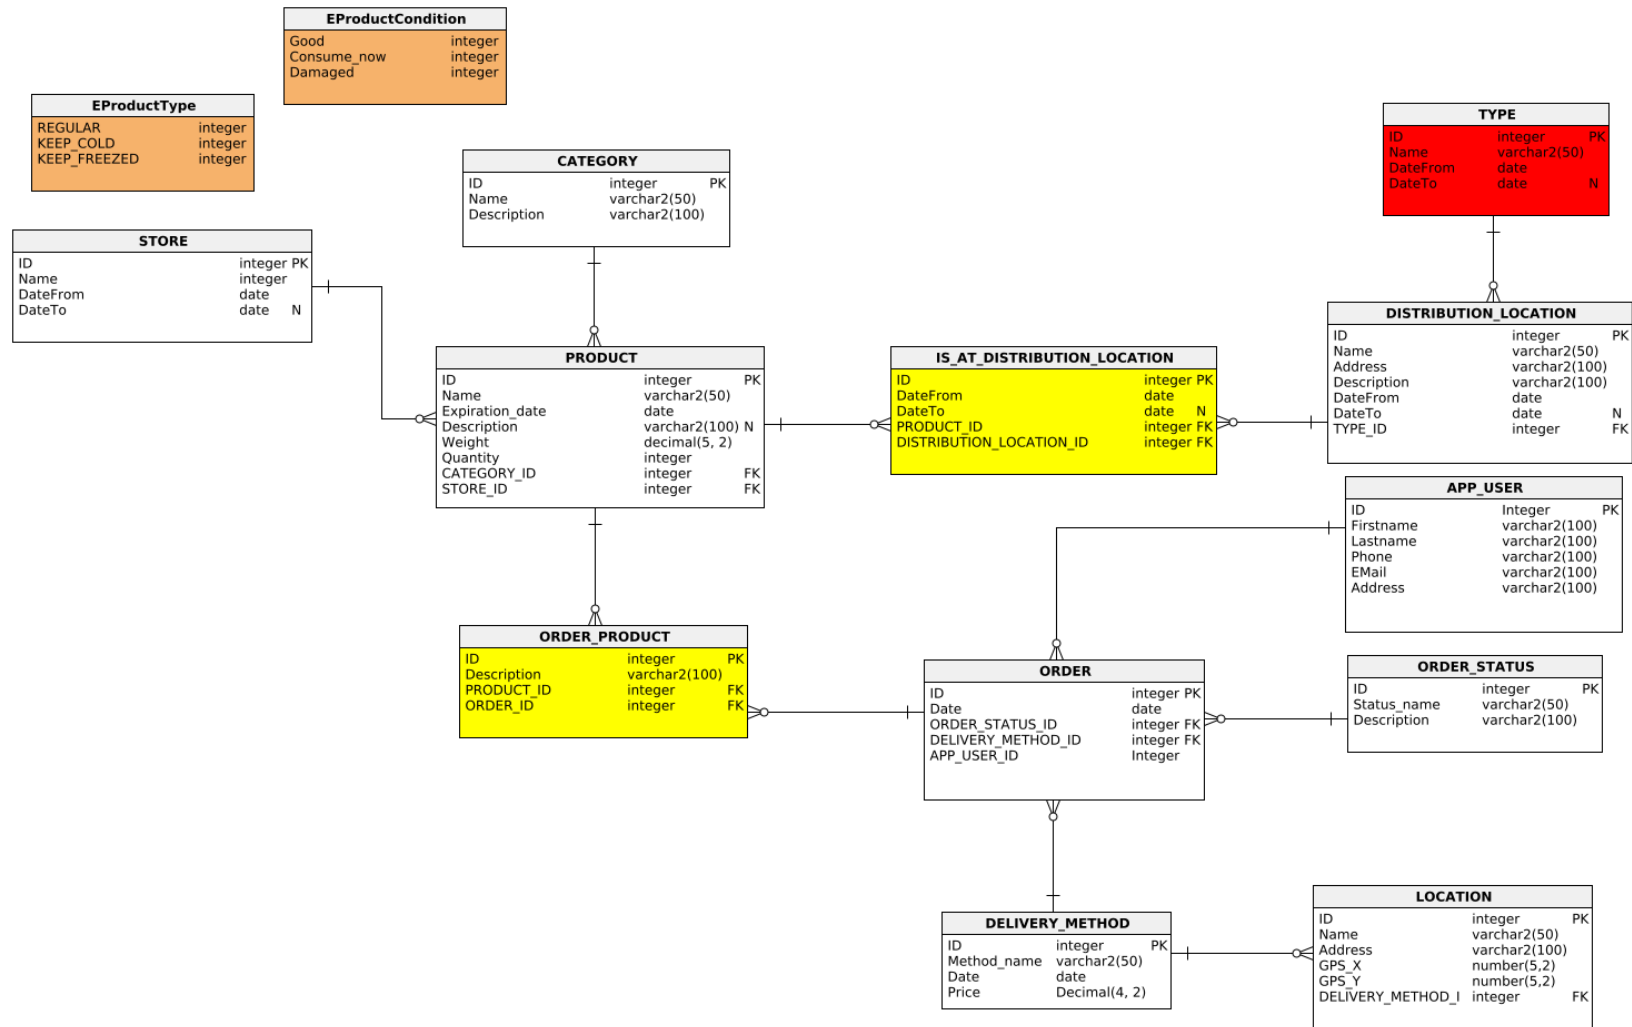 EProductCondition
Good integer
Consume_now integer
Damaged integer
EProductType
REGULAR integer
KEEP_COLD integer
KEEP_FREEZED integer
TYPE
ID integer PK
Name varchar2(50)
DateFrom date
DateTo date N
CATEGORY
ID integer PK
Name varchar2(50)
Description varchar2(100)
STORE
ID integer PK
Name integer
DateFrom date
DateTo date N
DISTRIBUTION_LOCATION
ID integer PK
Name varchar2(50)
Address varchar2(100)
Description varchar2(100)
DateFrom date
DateTo date N
TYPE_ID integer FK
PRODUCT
ID integer PK
Name varchar2(50)
Expiration_date date
Description varchar2(100) N
Weight decimal(5, 2)
Quantity integer
CATEGORY_ID integer FK
STORE_ID integer FK
IS_AT_DISTRIBUTION_LOCATION
ID integer PK
DateFrom date
DateTo date N
PRODUCT_ID integer FK
DISTRIBUTION_LOCATION_ID integer FK
APP_USER
ID Integer PK
Firstname varchar2(100)
Lastname varchar2(100)
Phone varchar2(100)
EMail varchar2(100)
Address varchar2(100)
ORDER_PRODUCT
ID integer PK
Description varchar2(100)
PRODUCT_ID integer FK
ORDER_ID integer FK
ORDER
ID integer PK
Date date
ORDER_STATUS_ID integer FK
DELIVERY_METHOD_ID integer FK
APP_USER_ID Integer
ORDER_STATUS
ID integer PK
Status_name varchar2(50)
Description varchar2(100)
DELIVERY_METHOD
ID integer PK
Method_name varchar2(50)
Date date
Price Decimal(4, 2)
LOCATION
ID integer PK
Name varchar2(50)
Address varchar2(100)
GPS_X number(5,2)
GPS_Y number(5,2)
DELIVERY_METHOD_I integer FK